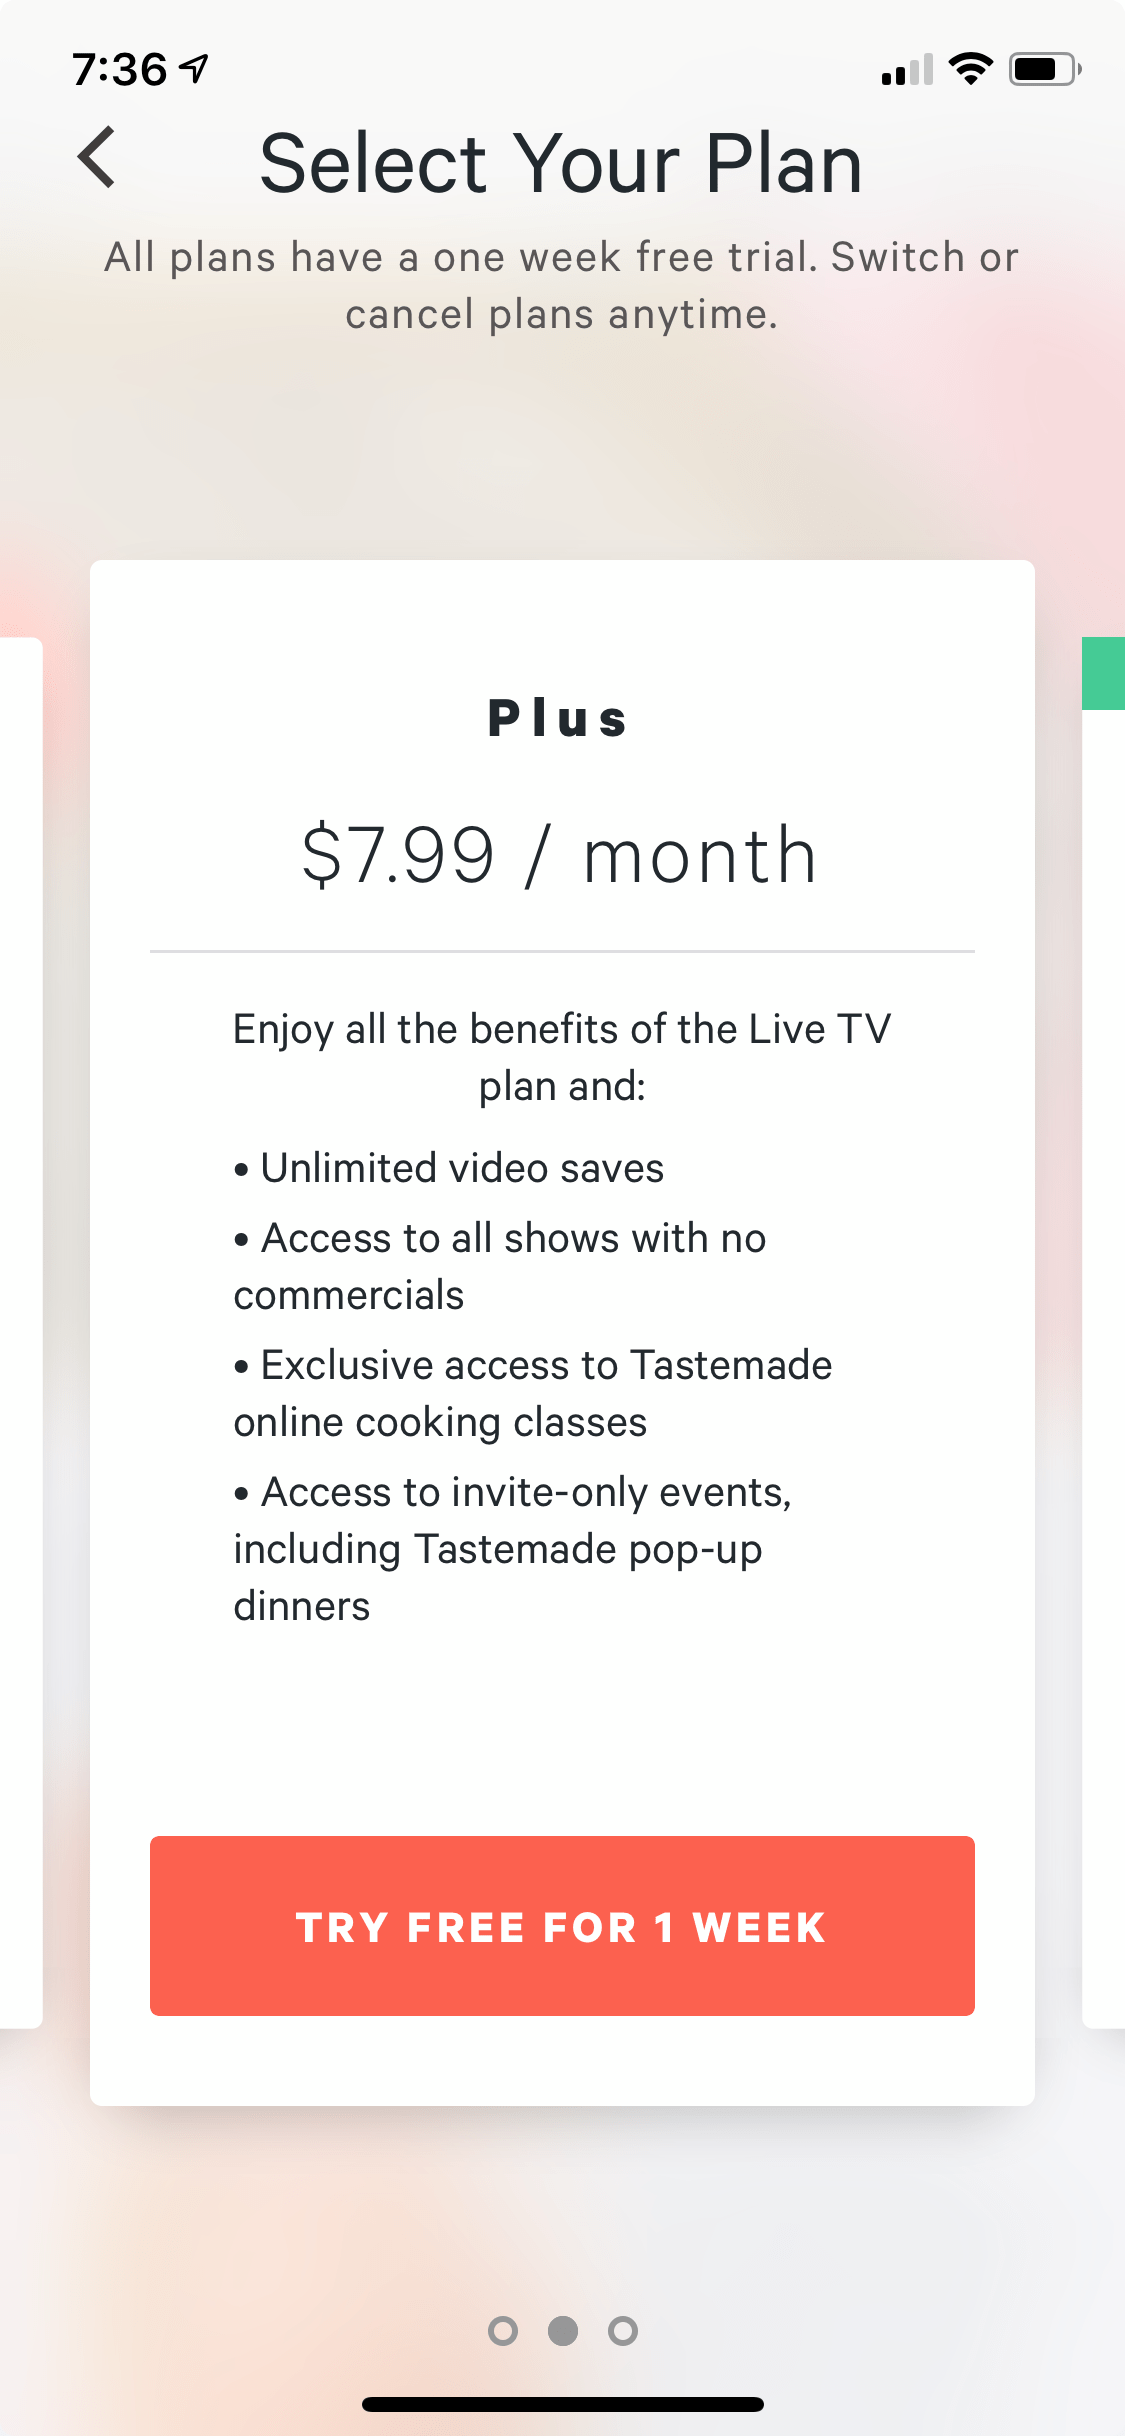 7:36
Select Your Plan
All plans have a one week free trial. Switch or
cancel plans anytime.
Plus
$7.99 / month
Enjoy all the benefits of the Live TV
plan and:
• Unlimited video saves
• Access to all shows with no
commercials
• Exclusive access to Tastemade
online cooking classes
• Access to invite-only events,
including Tastemade pop-up
dinners
TRY FREE FOR 1 WEEK